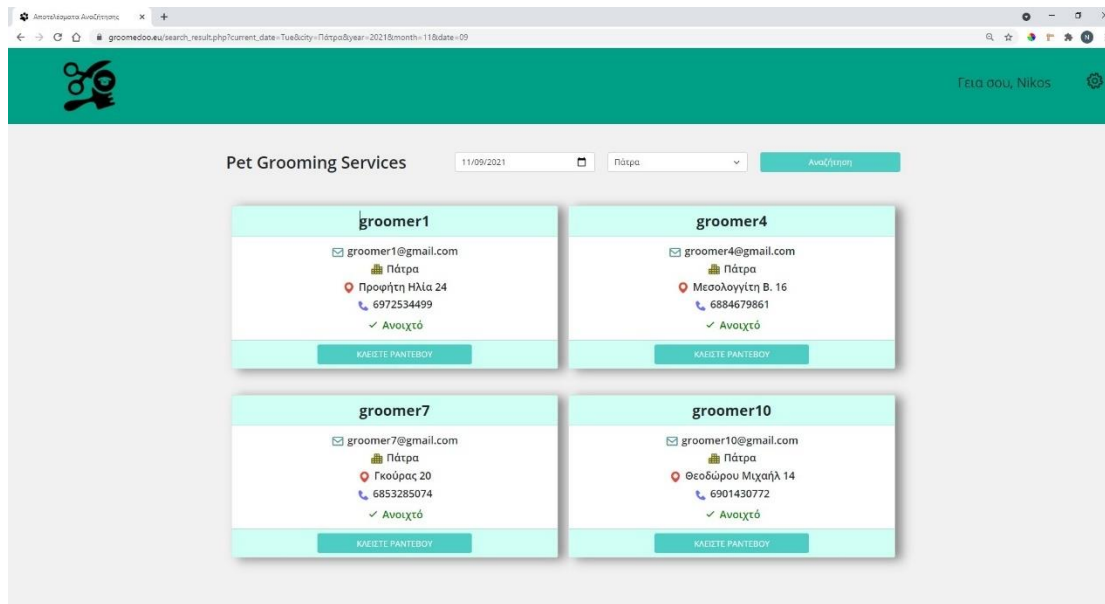 Αποτελέσματα Αναζήτησης
groomedoo.eu/search_result.php?current_date=Tue&city=Πάτρα&year=2021&month=11&date=09
Γεια σου, Nikos
Pet Grooming Services 11/09/2021 Πάτρα Αναζήτηση
groomer1
groomer1@gmail.com
Πάτρα
Προφήτη Ηλία 24
6972534499
Ανοιχτό
ΚΛΕΙΣΤΕ ΡΑΝΤΕΒΟΥ
groomer4
groomer4@gmail.com
Πάτρα
Μεσολογγίτη Β. 16
6884679861
Ανοιχτό
ΚΛΕΙΣΤΕ ΡΑΝΤΕΒΟΥ
groomer7
groomer7@gmail.com
Πάτρα
Γκούρας 20
6853285074
Ανοιχτό
ΚΛΕΙΣΤΕ ΡΑΝΤΕΒΟΥ
groomer10
groomer10@gmail.com
Πάτρα
Θεοδώρου Μιχαήλ 14
6901430772
Ανοιχτό
ΚΛΕΙΣΤΕ ΡΑΝΤΕΒΟΥ